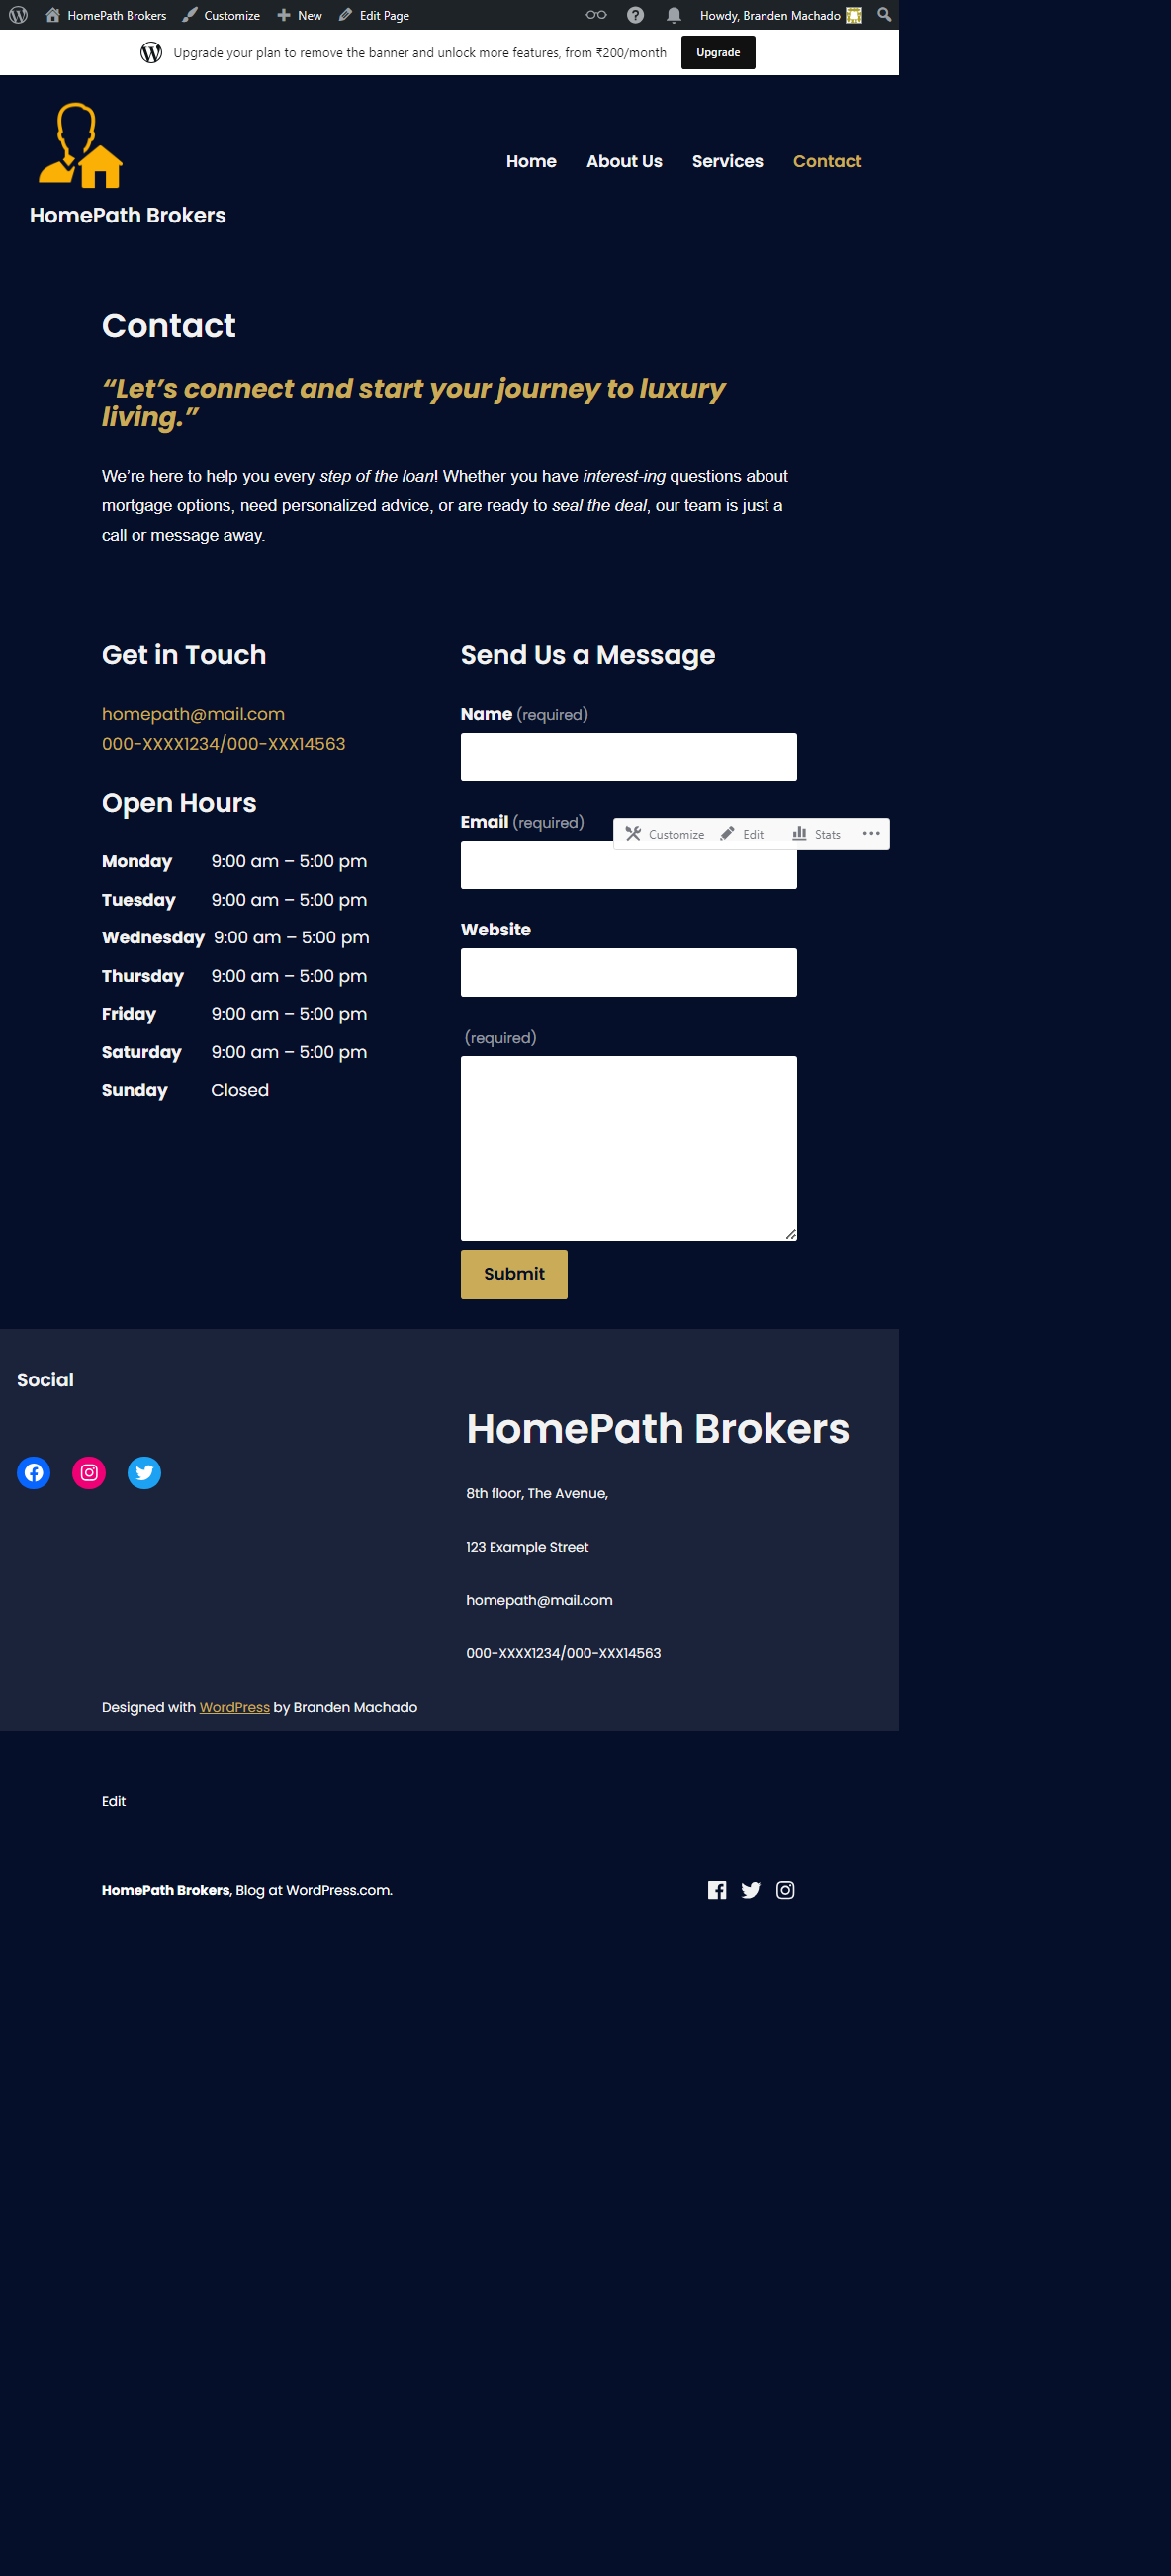 HomePath Brokers Customize New Edit Page Howdy, Branden Machado
Upgrade your plan to remove the banner and unlock more features, from ₹200/month Upgrade
HomePath Brokers
Home About Us Services Contact
Contact
“Let’s connect and start your journey to luxury
living.”
We’re here to help you every step of the loan! Whether you have interest-ing questions about
mortgage options, need personalized advice, or are ready to seal the deal, our team is just a
call or message away.
Get in Touch
homepath@mail.com
000-XXXX1234/000-XXX14563
Open Hours
Monday 9:00 am – 5:00 pm
Tuesday 9:00 am – 5:00 pm
Wednesday 9:00 am – 5:00 pm
Thursday 9:00 am – 5:00 pm
Friday 9:00 am – 5:00 pm
Saturday 9:00 am – 5:00 pm
Sunday Closed
Send Us a Message
Name (required)
Email (required)
Customize Edit Stats
Website
(required)
Submit
Social
HomePath Brokers
8th floor, The Avenue,
123 Example Street
homepath@mail.com
000-XXXX1234/000-XXX14563
Designed with WordPress by Branden Machado
Edit
HomePath Brokers, Blog at WordPress.com.